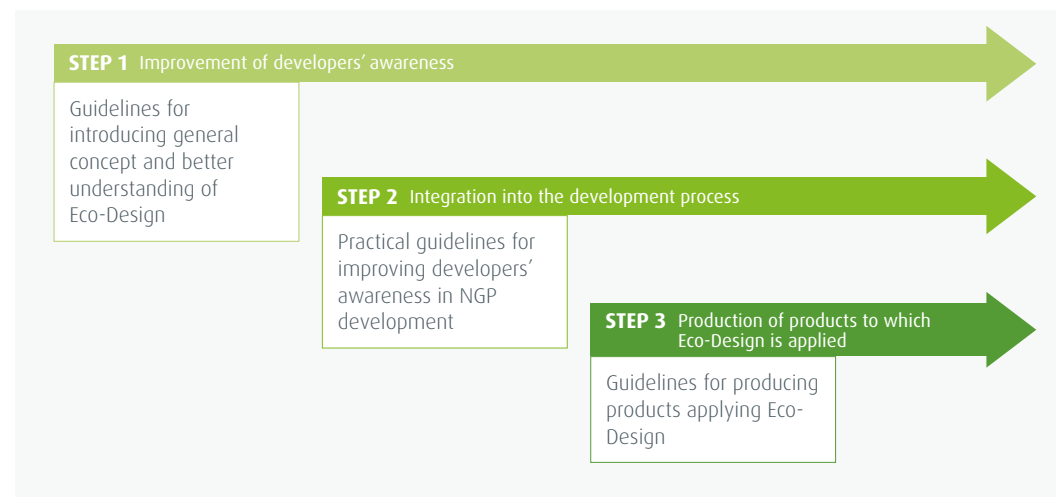 STEP 1 Improvement of developers’ awareness
Guidelines for
introducing general
concept and better
understanding of
Eco-Design
STEP 2 Integration into the development process
Practical guidelines for
improving developers’
awareness in NGP
development
STEP 3 Production of products to which
Eco-Design is applied
Guidelines for producing
products applying Eco-
Design